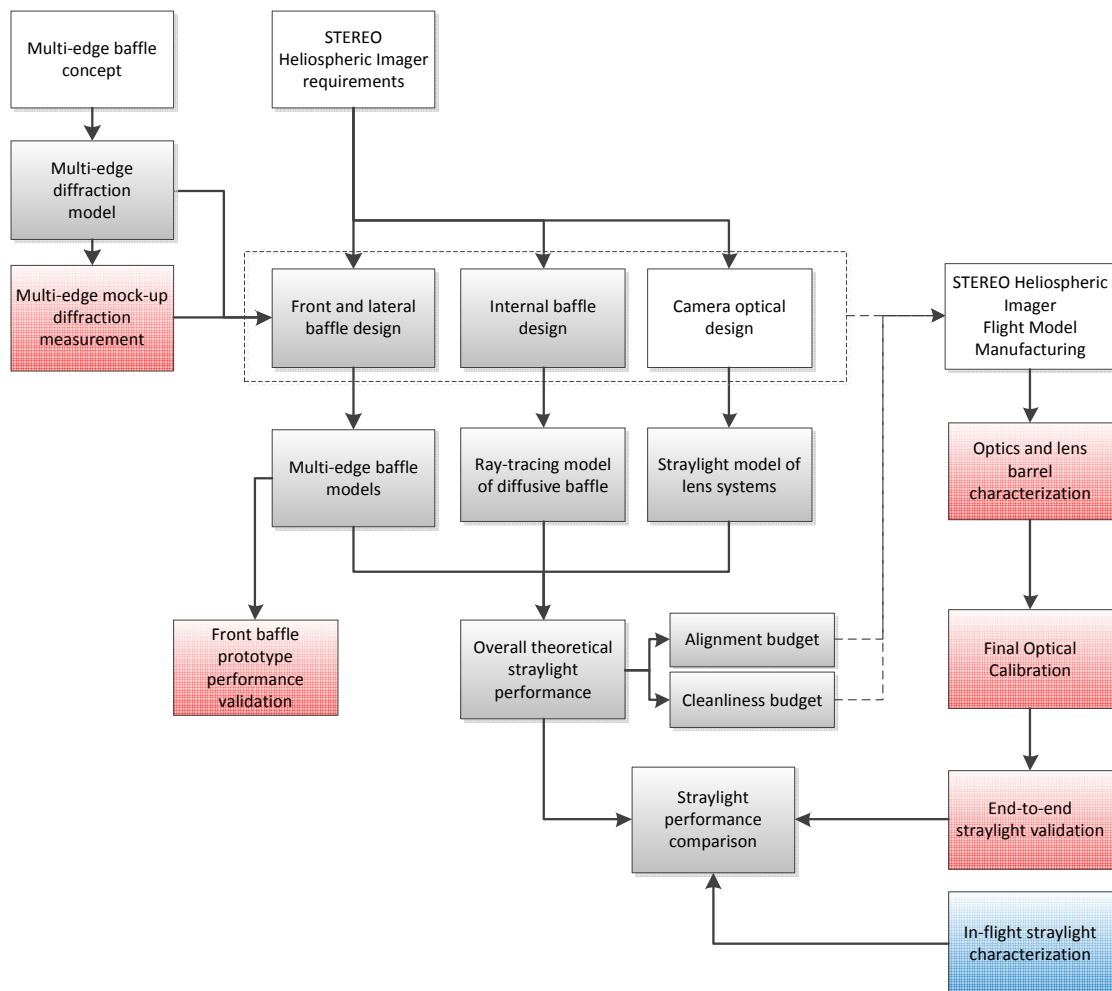 Multi-edge baffle
concept
STEREO
Heliospheric Imager
requirements
Multi-edge
diffraction
model
Multi-edge mock-up
diffraction
measurement
Front and lateral
baffle design
Internal baffle
design
Camera optical
design
STEREO Heliospheric
Imager
Flight Model
Manufacturing
Multi-edge baffle
models
Ray-tracing model
of diffusive baffle
Straylight model of
lens systems
Optics and lens
barrel
characterization
Front baffle
prototype
performance
validation
Overall theoretical
straylight
performance
Alignment budget
Cleanliness budget
Final Optical
Calibration
Straylight
performance
comparison
End-to-end
straylight validation
In-flight straylight
characterization